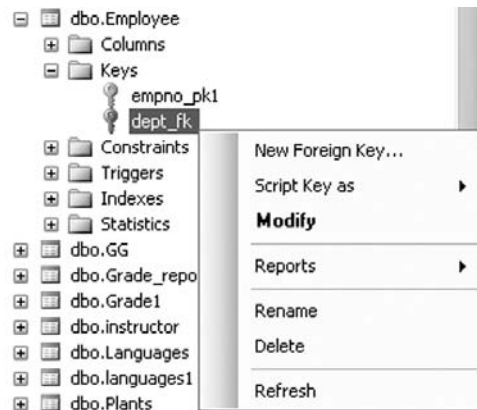 dbo.Employee
Columns
Keys
empno_pk1
dept_fk
Constraints
Triggers
Indexes
Statistics
dbo.GG
dbo.Grade_repo
dbo.Grade1
dbo.instructor
dbo.Languages
dbo.languages1
dbo.Plants
New Foreign Key...
Script Key as
Modify
Reports
Rename
Delete
Refresh